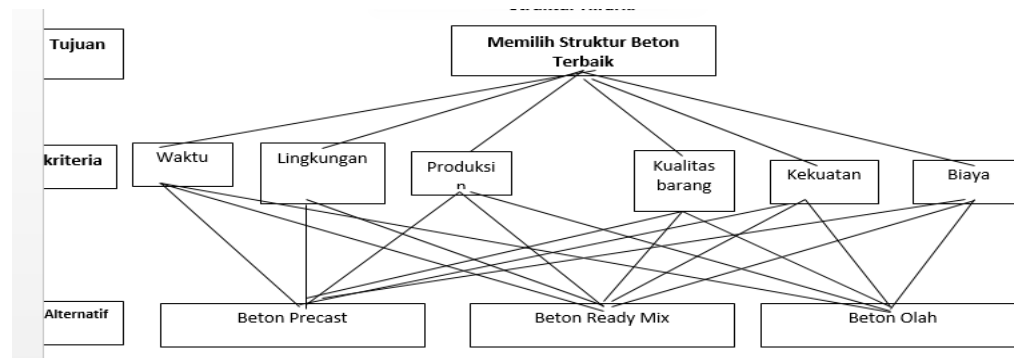 Tujuan
Memilih Struktur Beton
Terbaik
kriteria
Waktu
Lingkungan
Produksi
n
Kualitas
barang
Kekuatan
Biaya
Alternatif
Beton Precast
Beton Ready Mix
Beton Olah